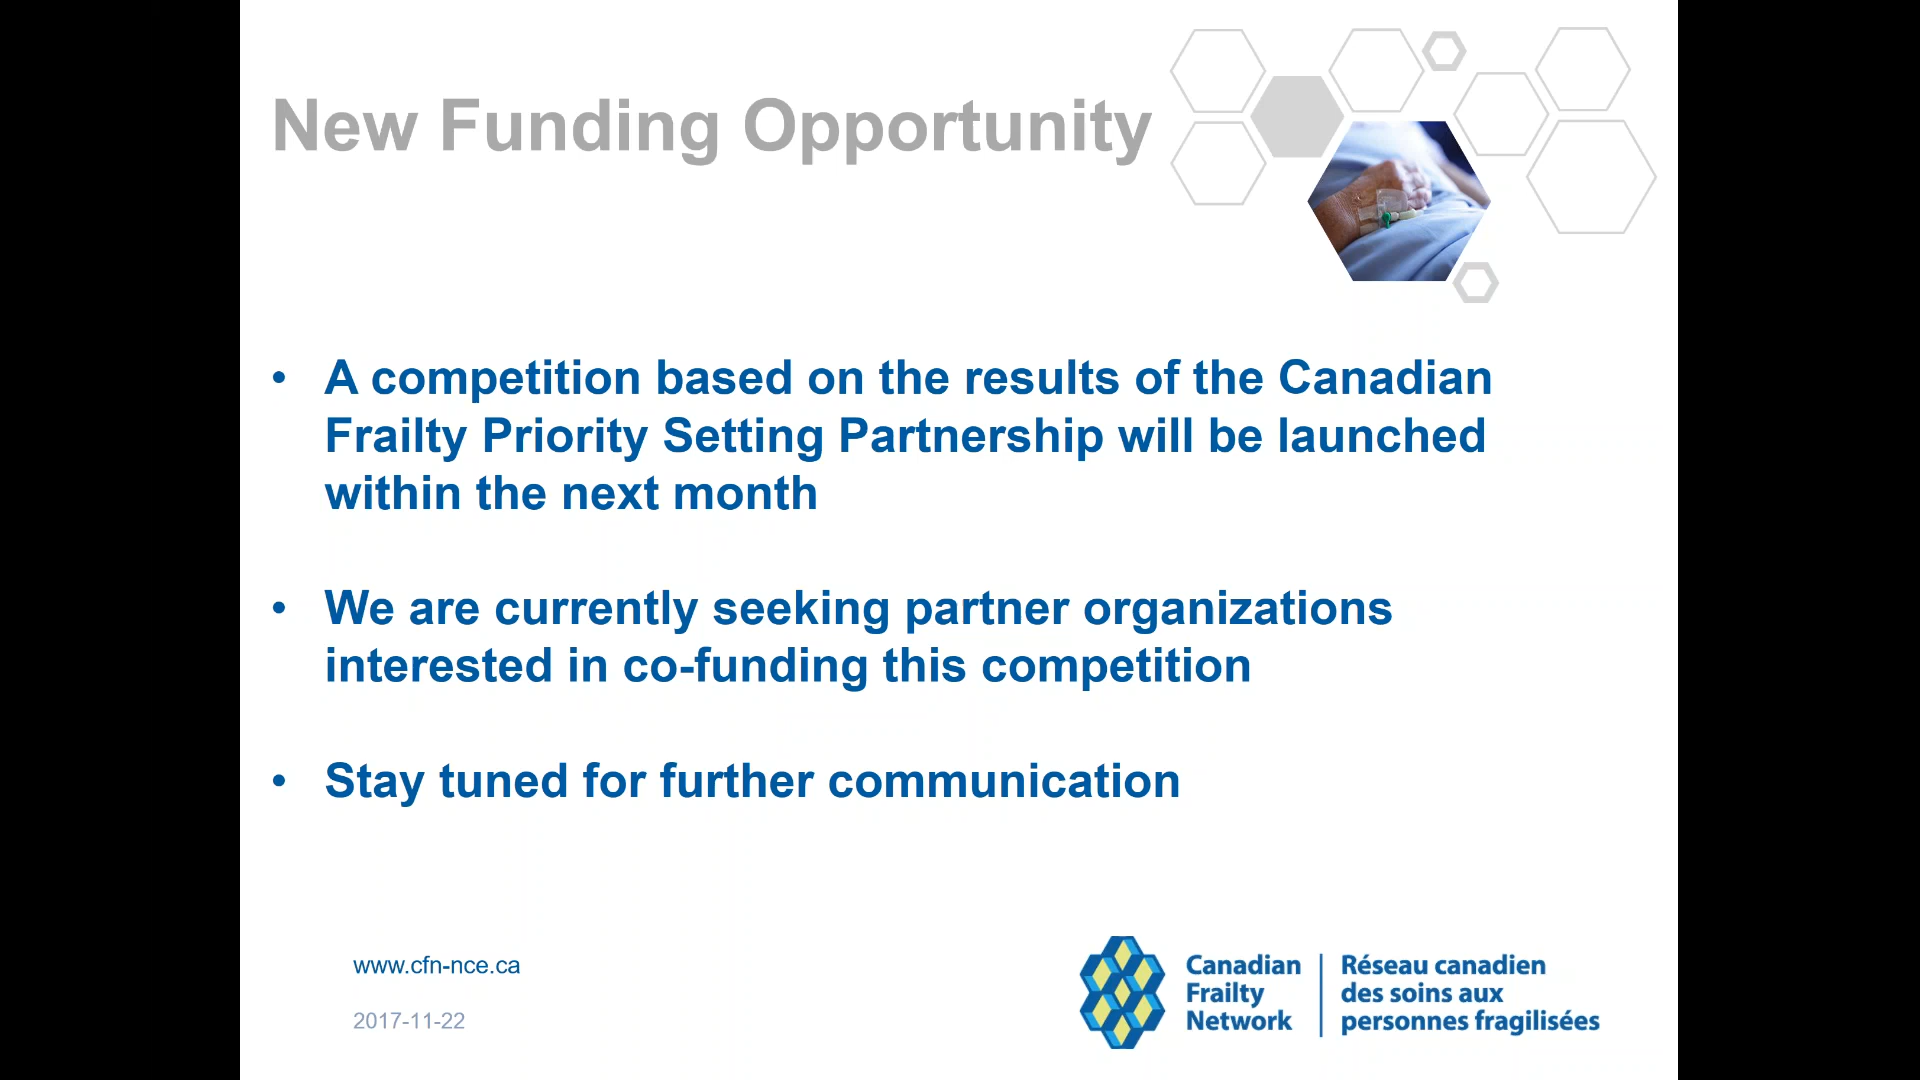 New Funding Opportunity
• A competition based on the results of the Canadian
Frailty Priority Setting Partnership will be launched
within the next month
• We are currently seeking partner organizations
interested in co-funding this competition
• Stay tuned for further communication
www.cfn-nce.ca
2017-11-22
Canadian
Frailty
Network
Réseau canadien
des soins aux
personnes fragilisées